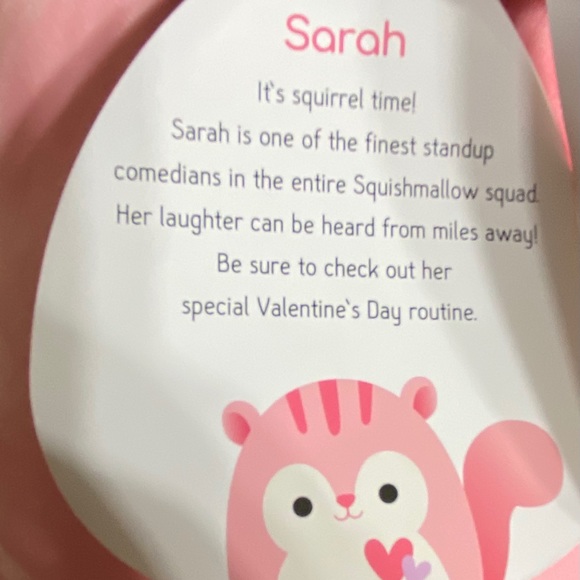 Sarah
It's squirrel time!
Sarah is one of the finest standup
comedians in the entire Squishmallow squad.
Her laughter can be heard from miles away!
Be sure to check out her
special Valentine's Day routine.